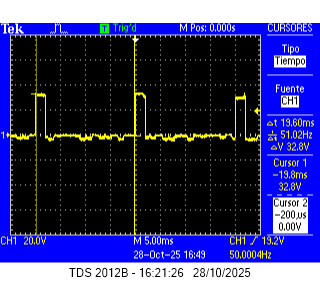 Tek Trig'd M Pos: 0.000s CURSORES
Tipo
Tiempo
Fuente
CH1
Δt 19.60ms
1/Δt 51.02Hz
ΔV 32.8V
Cursor 1
-19.8ms
32.8V
Cursor 2
-200µs
0.00V
1
CH1 20.0V M 5.00ms CH1 / 19.2V
28-Oct-25 16:49 50.0004Hz
TDS 2012B - 16:21:26 28/10/2025